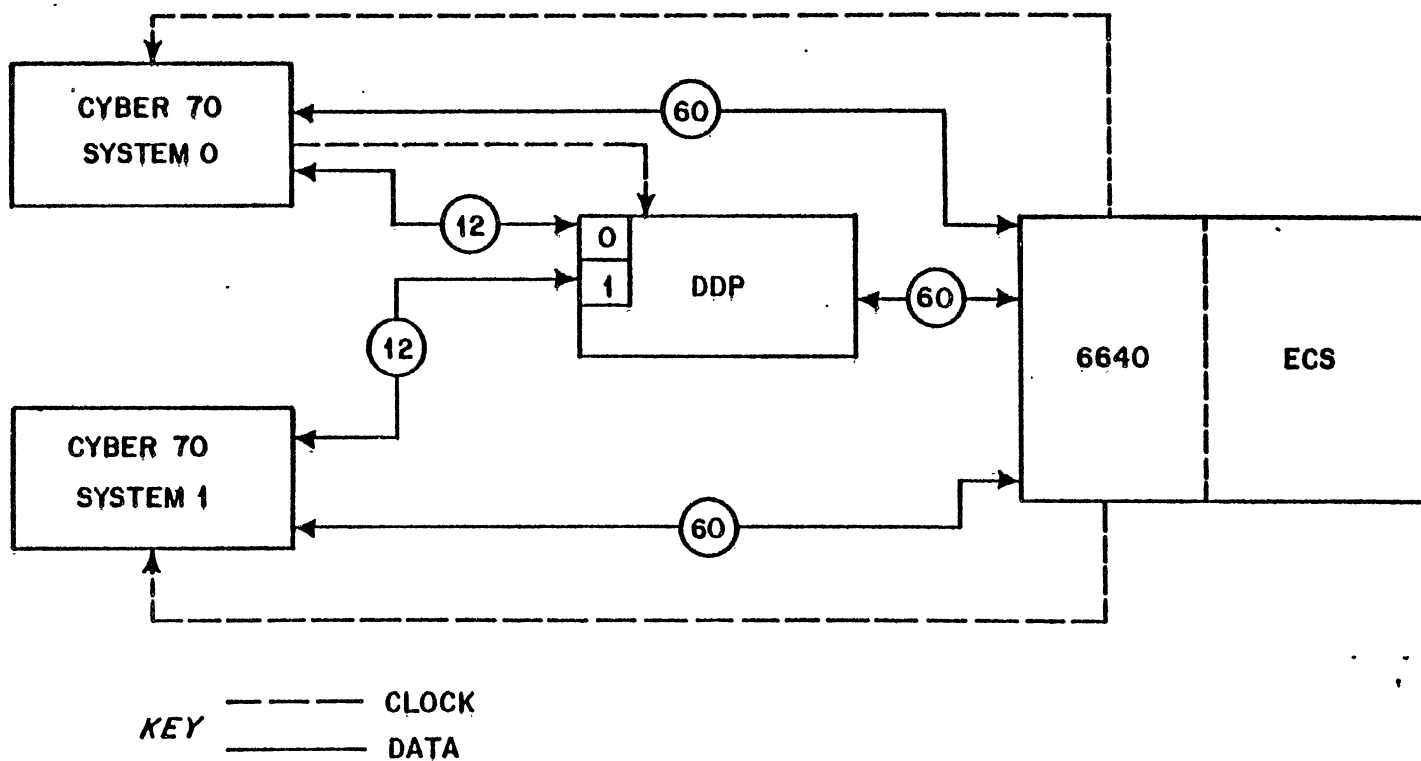 CYBER 70
SYSTEM 0
60
12
0
1
DDP
60
12
6640
ECS
CYBER 70
SYSTEM 1
60
KEY
CLOCK
DATA